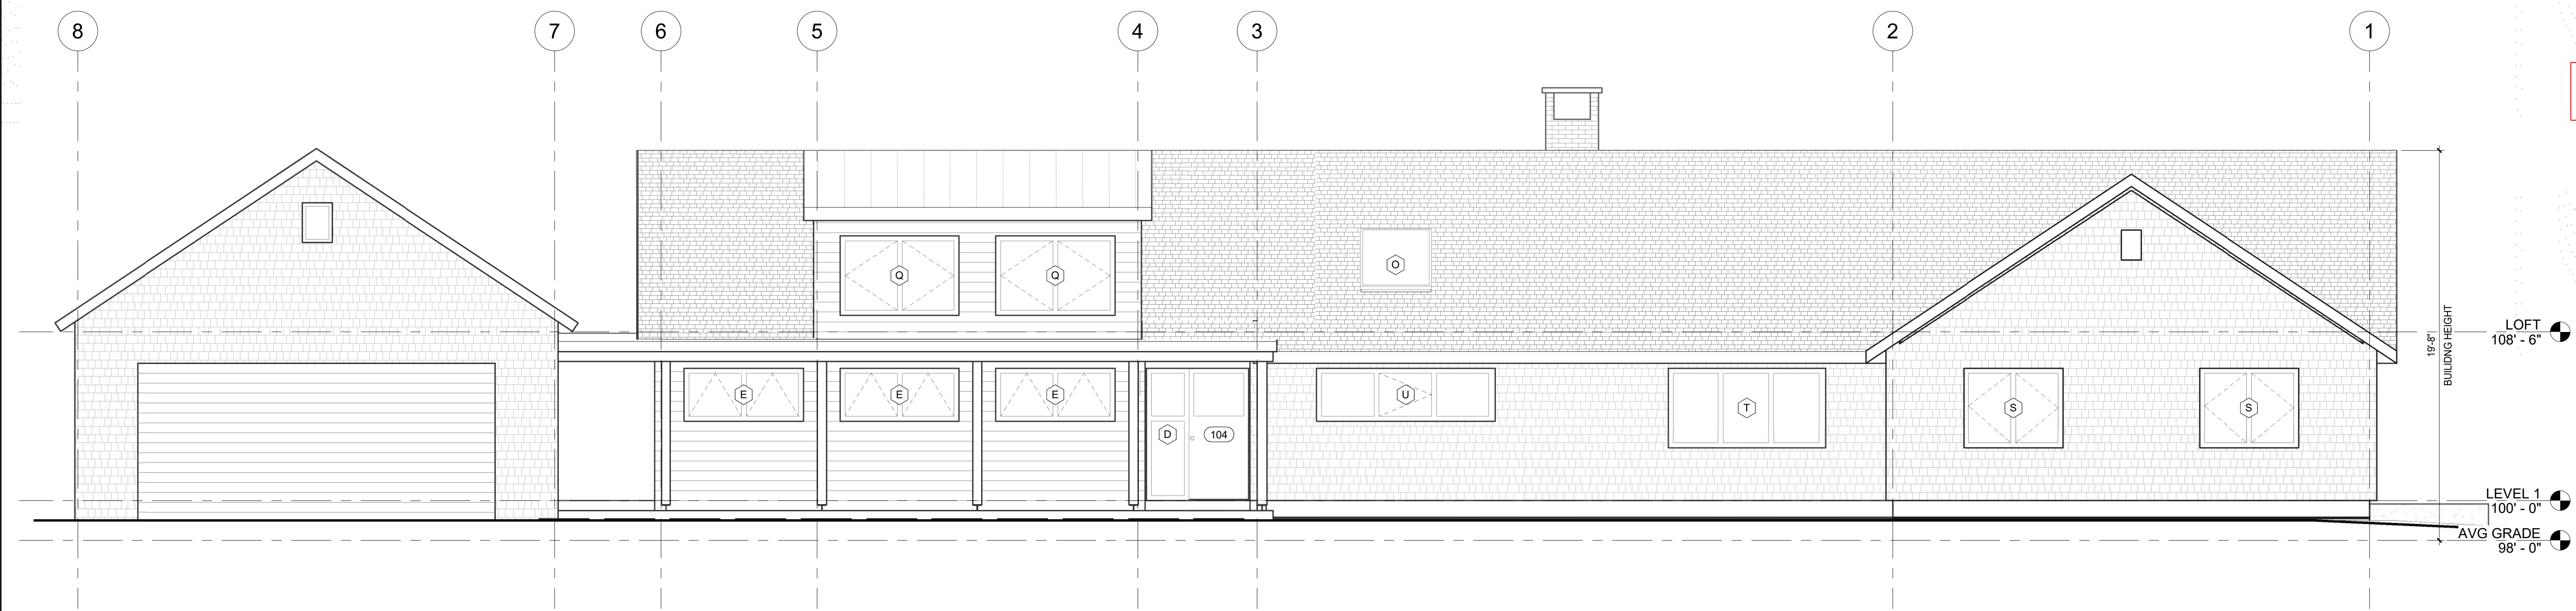 8
7
6
5
4
3
2
1
Q
Q
O
LOFT
108' - 6"
19'-8"
BUILIDNG HEIGHT
E
E
E
D
104
U
T
S
S
LEVEL 1
100' - 0"
AVG GRADE
98' - 0"